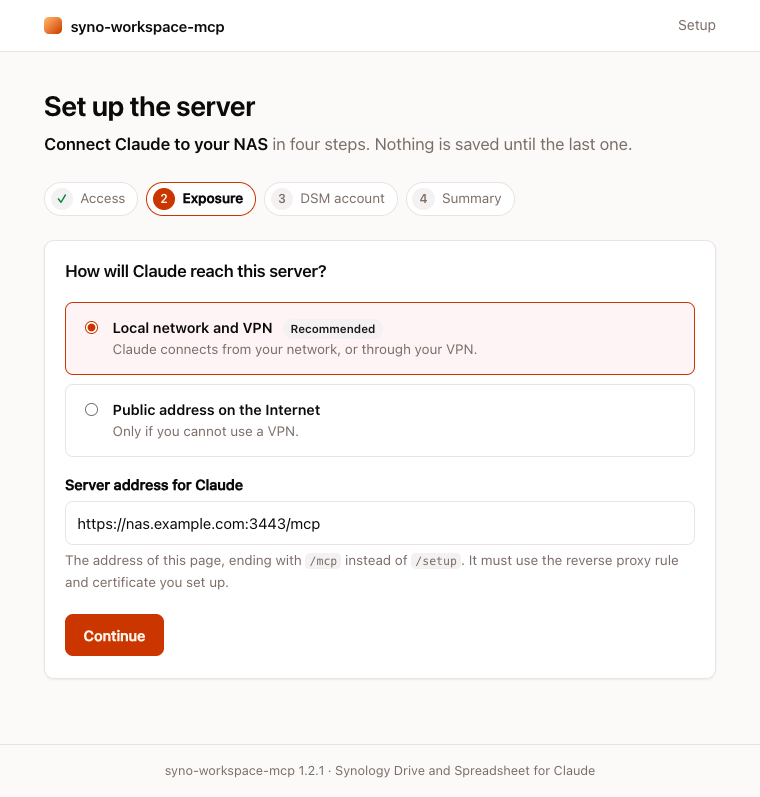 syno-workspace-mcp
Setup
Set up the server
Connect Claude to your NAS in four steps. Nothing is saved until the last one.
✓ Access
2 Exposure
3 DSM account
4 Summary
How will Claude reach this server?
Local network and VPN Recommended
Claude connects from your network, or through your VPN.
Public address on the Internet
Only if you cannot use a VPN.
Server address for Claude
https://nas.example.com:3443/mcp
The address of this page, ending with /mcp instead of /setup. It must use the reverse proxy rule
and certificate you set up.
Continue
syno-workspace-mcp 1.2.1 · Synology Drive and Spreadsheet for Claude